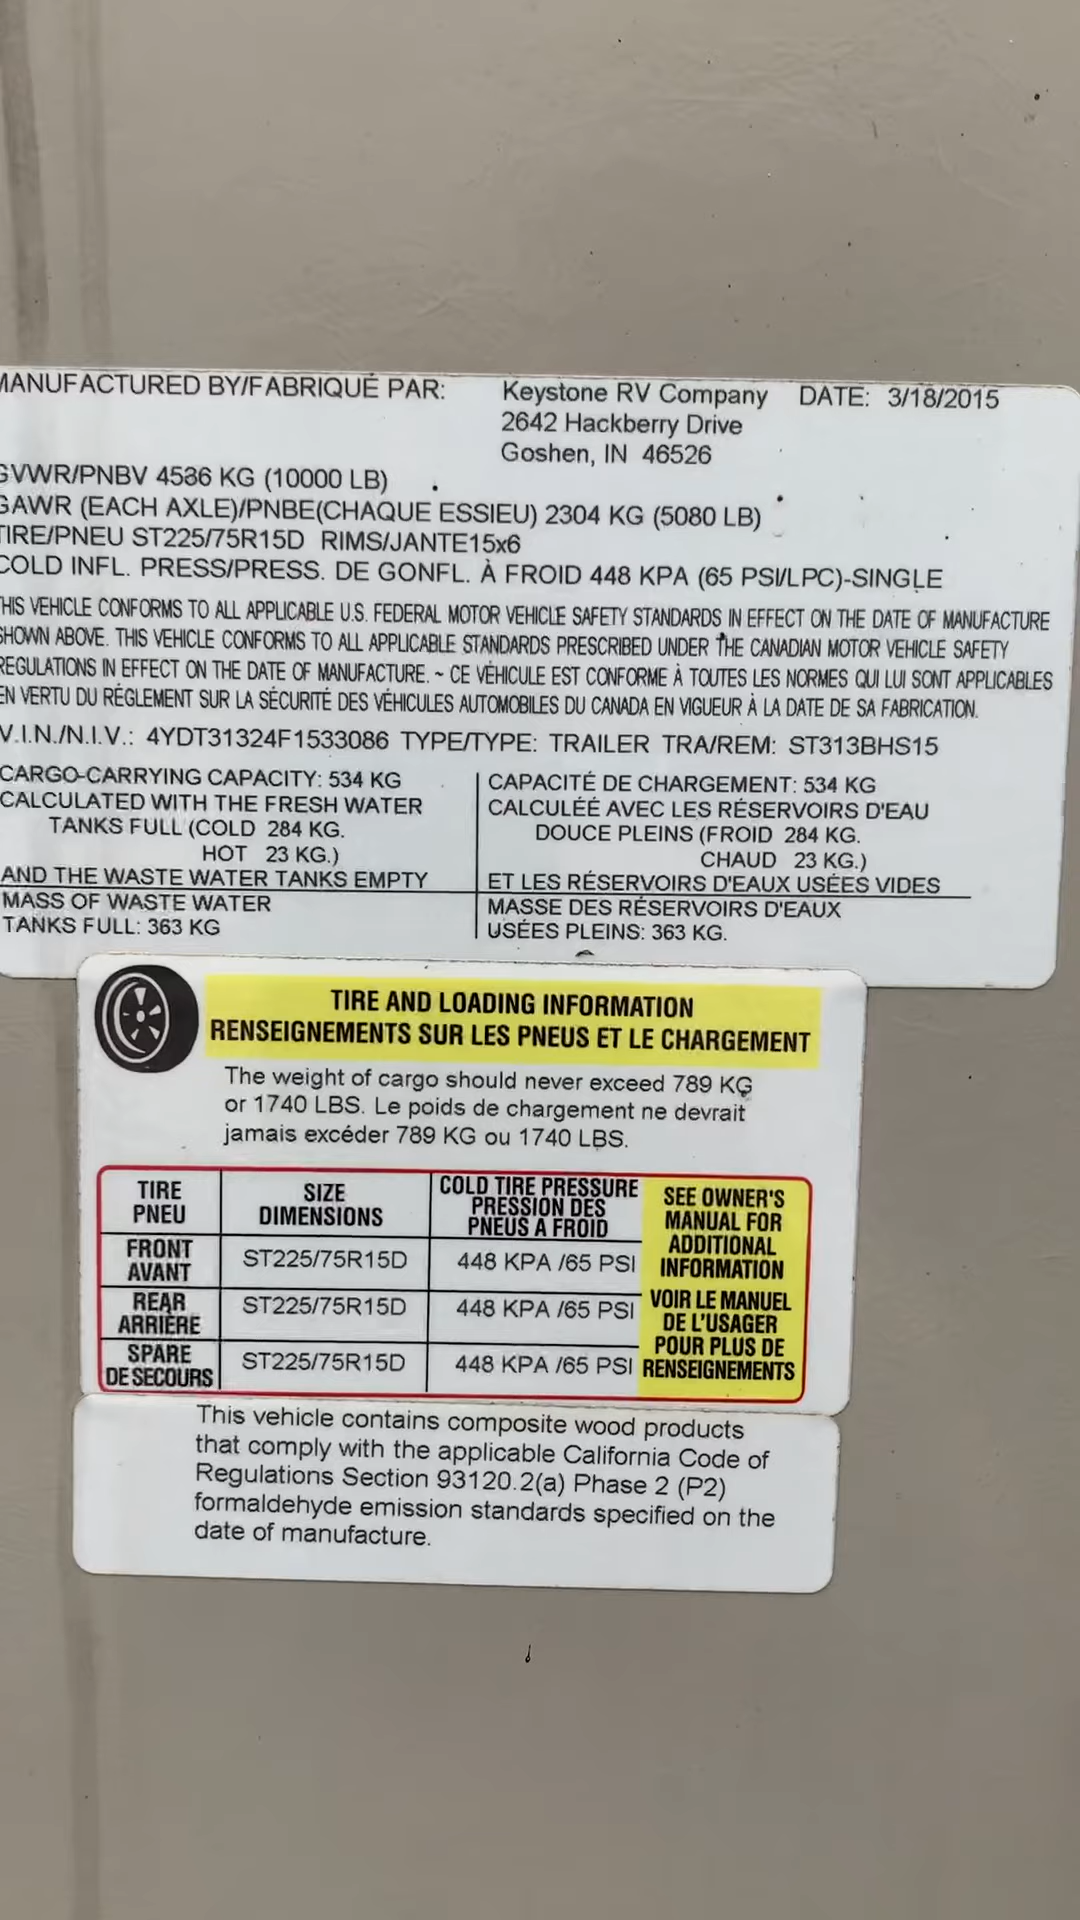 MANUFACTURED BY/FABRIQUÉ PAR: Keystone RV Company DATE: 3/18/2015
2642 Hackberry Drive
Goshen, IN 46526
GVWR/PNBV 4536 KG (10000 LB)
GAWR (EACH AXLE)/PNBE(CHAQUE ESSIEU) 2304 KG (5080 LB)
TIRE/PNEU ST225/75R15D RIMS/JANTE15x6
COLD INFL. PRESS/PRESS. DE GONFL. À FROID 448 KPA (65 PSI/LPC)-SINGLE
THIS VEHICLE CONFORMS TO ALL APPLICABLE U.S. FEDERAL MOTOR VEHICLE SAFETY STANDARDS IN EFFECT ON THE DATE OF MANUFACTURE
SHOWN ABOVE. THIS VEHICLE CONFORMS TO ALL APPLICABLE STANDARDS PRESCRIBED UNDER THE CANADIAN MOTOR VEHICLE SAFETY
REGULATIONS IN EFFECT ON THE DATE OF MANUFACTURE. ~ CE VÉHICULE EST CONFORME À TOUTES LES NORMES QUI LUI SONT APPLICABLES
EN VERTU DU RÉGLEMENT SUR LA SÉCURITÉ DES VÉHICULES AUTOMOBILES DU CANADA EN VIGUEUR À LA DATE DE SA FABRICATION.
V.I.N./N.I.V.: 4YDT31324F1533086 TYPE/TYPE: TRAILER TRA/REM: ST313BHS15
CARGO-CARRYING CAPACITY: 534 KG
CALCULATED WITH THE FRESH WATER
TANKS FULL (COLD 284 KG.
HOT 23 KG.)
AND THE WASTE WATER TANKS EMPTY
MASS OF WASTE WATER
TANKS FULL: 363 KG
CAPACITÉ DE CHARGEMENT: 534 KG
CALCULÉÉ AVEC LES RÉSERVOIRS D'EAU
DOUCE PLEINS (FROID 284 KG.
CHAUD 23 KG.)
ET LES RÉSERVOIRS D'EAUX USÉES VIDES
MASSE DES RÉSERVOIRS D'EAUX
USÉES PLEINS: 363 KG.
TIRE AND LOADING INFORMATION
RENSEIGNEMENTS SUR LES PNEUS ET LE CHARGEMENT
The weight of cargo should never exceed 789 KG
or 1740 LBS. Le poids de chargement ne devrait
jamais excéder 789 KG ou 1740 LBS.
TIRE
PNEU
SIZE
DIMENSIONS
COLD TIRE PRESSURE
PRESSION DES
PNEUS A FROID
FRONT
AVANT
ST225/75R15D 448 KPA /65 PSI
REAR
ARRIÈRE
ST225/75R15D 448 KPA /65 PSI
SPARE
DE SECOURS
ST225/75R15D 448 KPA /65 PSI
SEE OWNER'S
MANUAL FOR
ADDITIONAL
INFORMATION
VOIR LE MANUEL
DE L'USAGER
POUR PLUS DE
RENSEIGNEMENTS
This vehicle contains composite wood products
that comply with the applicable California Code of
Regulations Section 93120.2(a) Phase 2 (P2)
formaldehyde emission standards specified on the
date of manufacture.